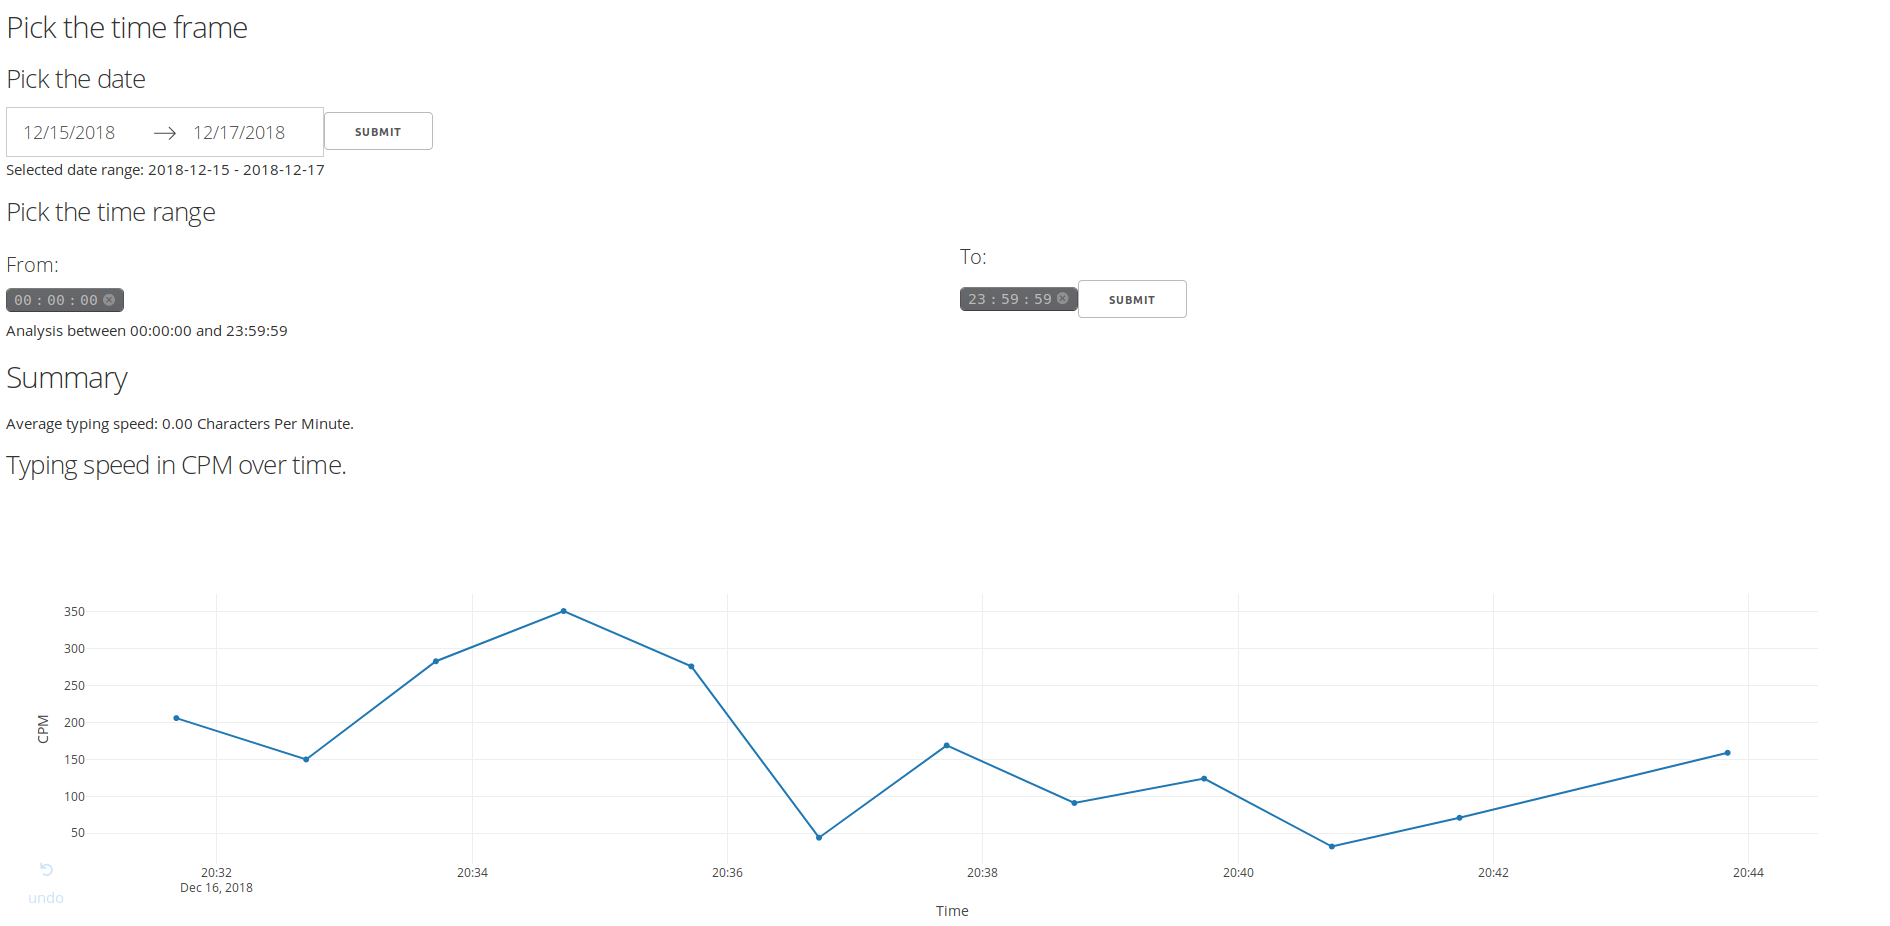 Pick the time frame
Pick the date
12/15/2018 → 12/17/2018 SUBMIT
Selected date range: 2018-12-15 - 2018-12-17
Pick the time range
From:
To:
00 : 00 : 00
23 : 59 : 59 SUBMIT
Analysis between 00:00:00 and 23:59:59
Summary
Average typing speed: 0.00 Characters Per Minute.
Typing speed in CPM over time.
350
300
250
200
150
100
50
CPM
20:32 20:34 20:36 20:38 20:40 20:42 20:44
Dec 16, 2018
undo
Time